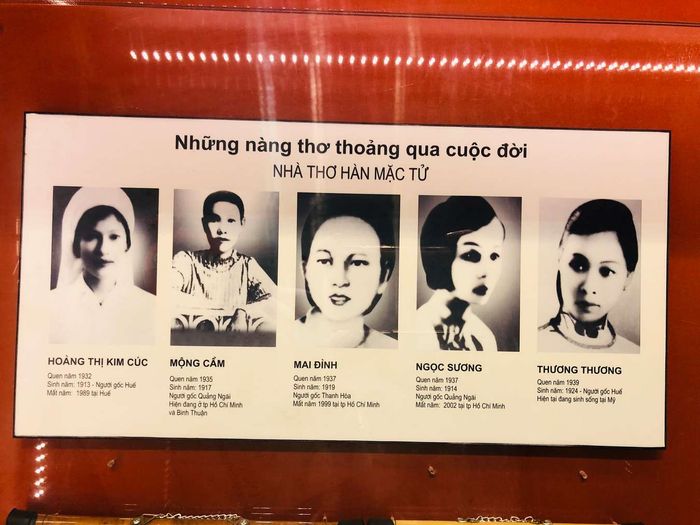 Những nàng thơ thoảng qua cuộc đời
NHÀ THƠ HÀN MẶC TỬ
HOÀNG THỊ KIM CÚC
Quen năm 1932
Sinh năm: 1913 - Người gốc Huế
Mất năm: 1989 tại Huế
MỘNG CẦM
Quen năm 1935
Sinh năm: 1917
Người gốc Quảng Ngãi
Hiện đang ở tp Hồ Chí Minh
và Bình Thuận
MAI ĐÌNH
Quen năm 1937
Sinh năm: 1919
Người gốc Thanh Hóa
Mất năm 1999 tại tp Hồ Chí Minh
NGỌC SƯƠNG
Quen năm 1937
Sinh năm: 1914
Người gốc Quảng Ngãi
Mất năm: 2002 tại tp Hồ Chí Minh
THƯƠNG THƯƠNG
Quen năm 1939
Sinh năm: 1924 - Người gốc Huế
Hiện tại đang sinh sống tại Mỹ